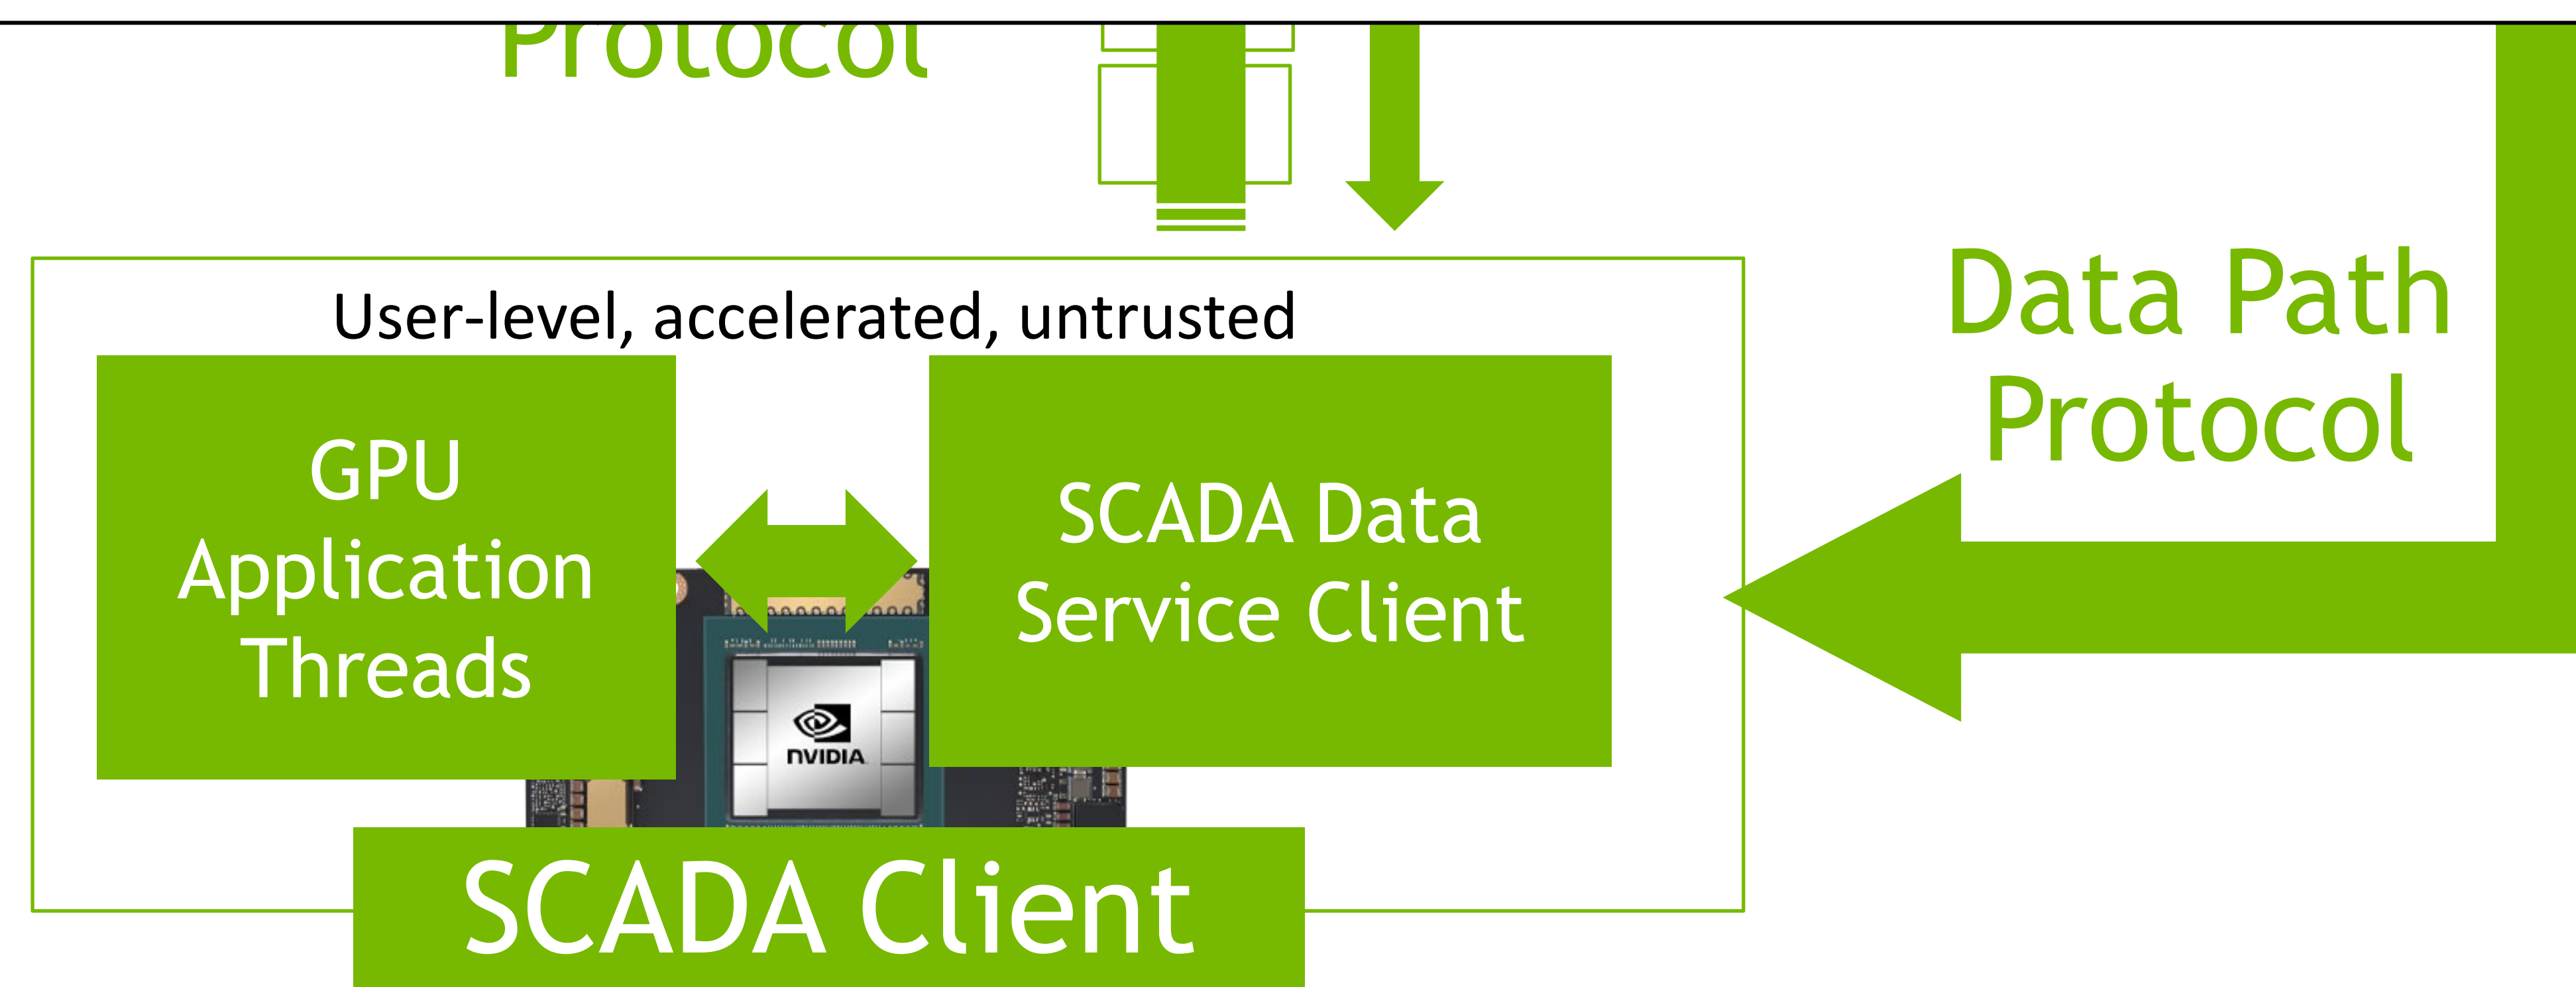 Protocol
User-level, accelerated, untrusted
Data Path
Protocol
GPU
Application
Threads
SCADA Data
Service Client
NVIDIA
SCADA Client